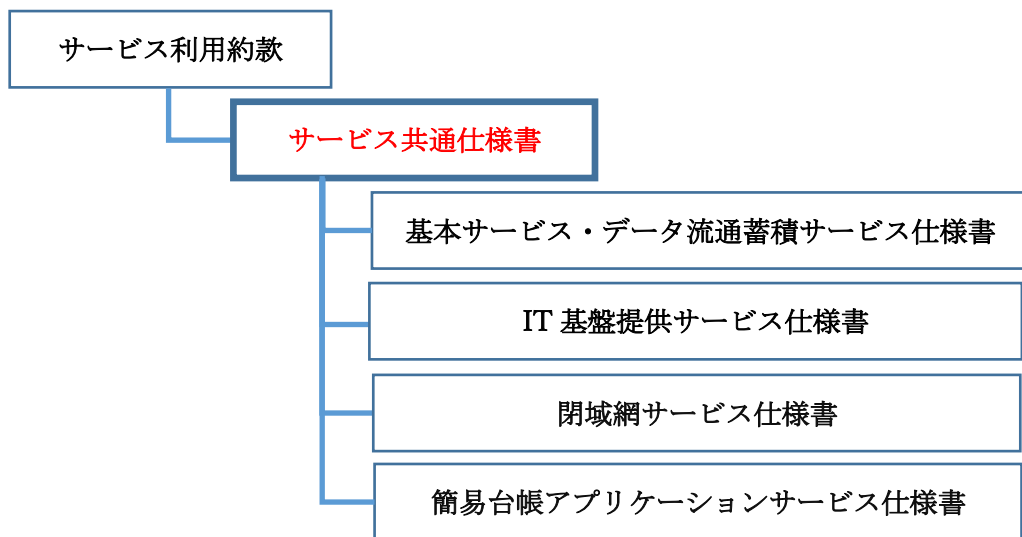 サービス利用約款
サービス共通仕様書
基本サービス・データ流通蓄積サービス仕様書
IT 基盤提供サービス仕様書
閉域網サービス仕様書
簡易台帳アプリケーションサービス仕様書